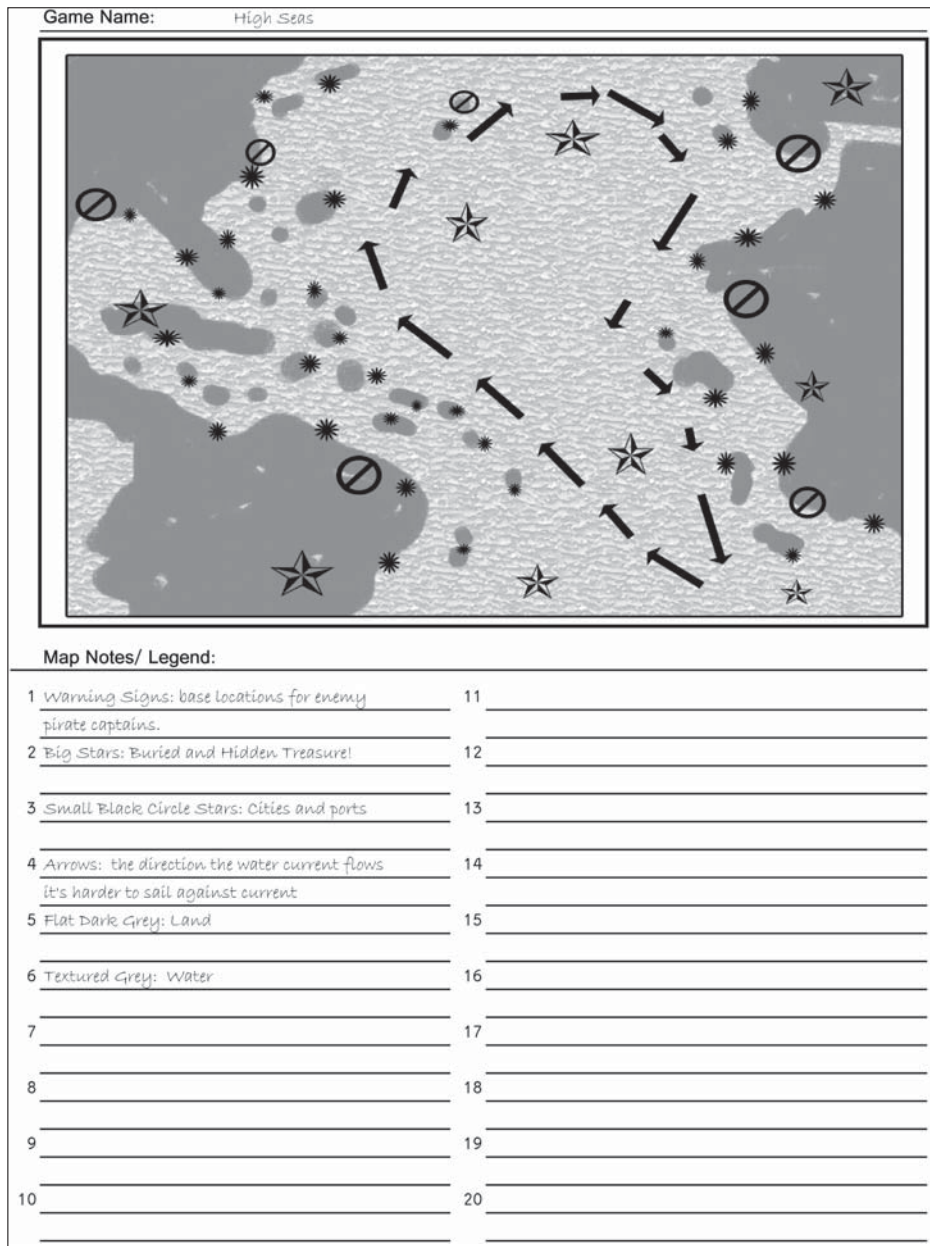 Game Name: High Seas
Map Notes/ Legend:
1 Warning Signs: base locations for enemy
pirate captains.
2 Big Stars: Buried and Hidden Treasure!
3 Small Black Circle Stars: Cities and ports
4 Arrows: the direction the water current flows
it's harder to sail against current
5 Flat Dark Grey: Land
6 Textured Grey: Water
7
8
9
10
11
12
13
14
15
16
17
18
19
20